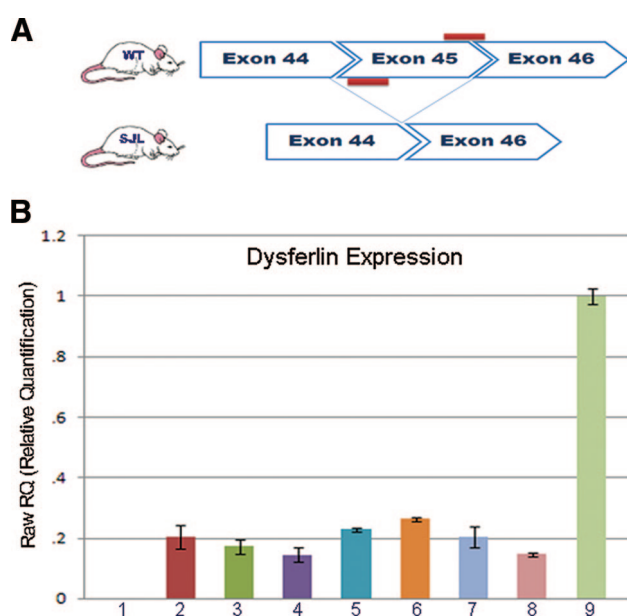 A
WT
Exon 44
Exon 45
Exon 46
SJL
Exon 44
Exon 46
B
Dysferlin Expression
Raw RQ (Relative Quantification)
1.2
1
.8
.6
.4
.2
0
1 2 3 4 5 6 7 8 9